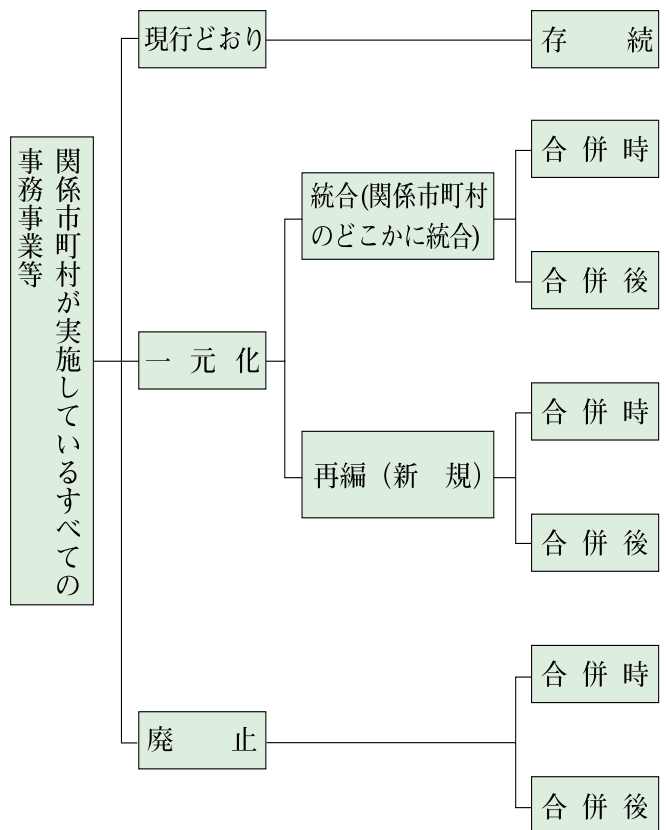 関係市町村が実施しているすべての
事務事業等
現行どおり
存続
一元化
統合(関係市町村
のどこかに統合)
合併時
合併後
再編（新規）
合併時
合併後
廃止
合併時
合併後